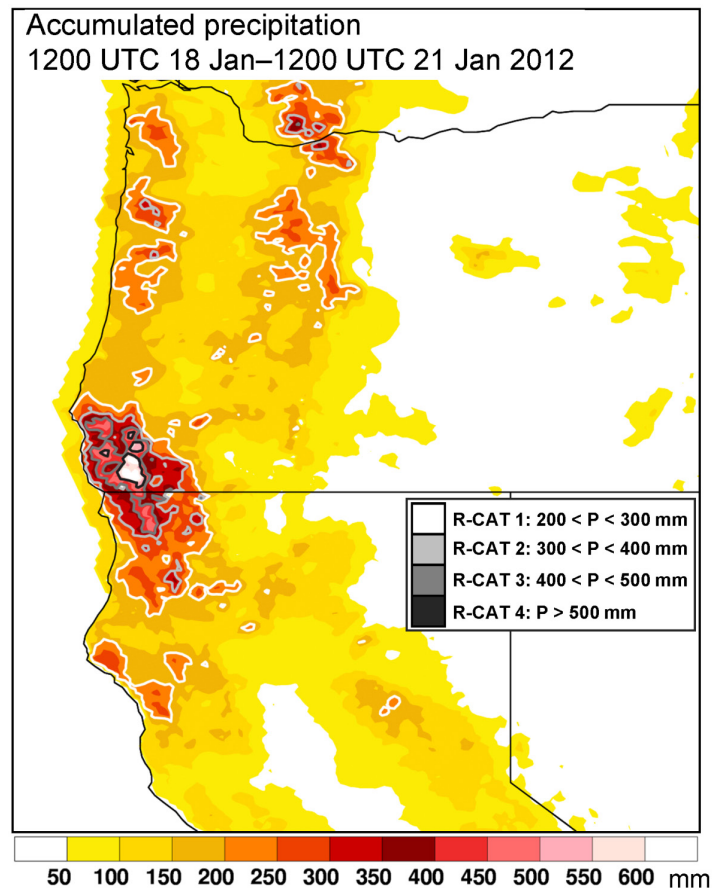 Accumulated precipitation
1200 UTC 18 Jan–1200 UTC 21 Jan 2012
R-CAT 1: 200 < P < 300 mm
R-CAT 2: 300 < P < 400 mm
R-CAT 3: 400 < P < 500 mm
R-CAT 4: P > 500 mm
50 100 150 200 250 300 350 400 450 500 550 600 mm